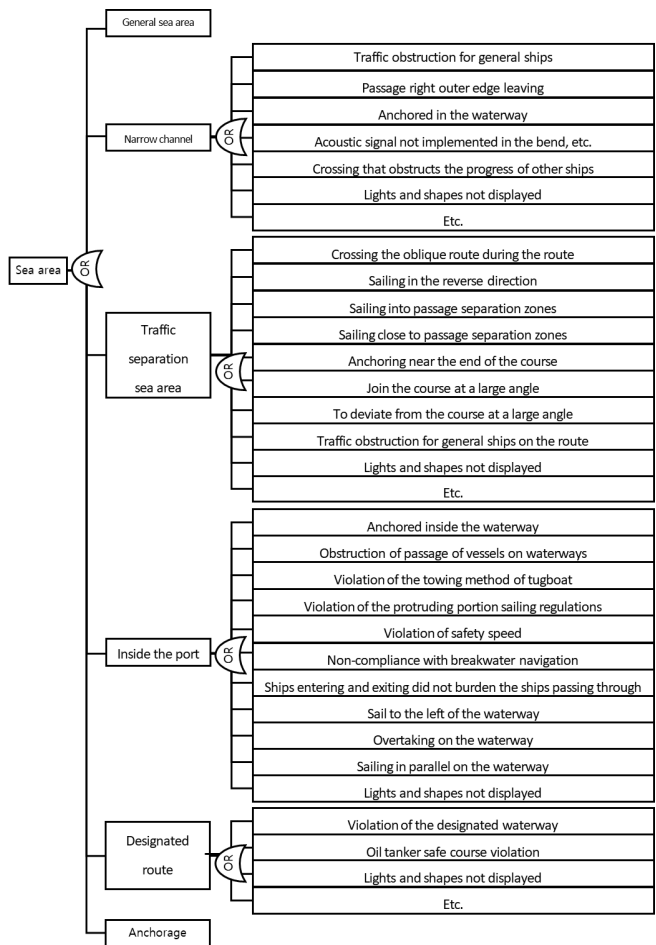 General sea area
Traffic obstruction for general ships
Passage right outer edge leaving
Anchored in the waterway
Narrow channel
OR
Acoustic signal not implemented in the bend, etc.
Crossing that obstructs the progress of other ships
Lights and shapes not displayed
Etc.
Sea area
OR
Crossing the oblique route during the route
Sailing in the reverse direction
Sailing into passage separation zones
Sailing close to passage separation zones
Traffic
separation
sea area
OR
Anchoring near the end of the course
Join the course at a large angle
To deviate from the course at a large angle
Traffic obstruction for general ships on the route
Lights and shapes not displayed
Etc.
Anchored inside the waterway
Obstruction of passage of vessels on waterways
Violation of the towing method of tugboat
Violation of the protruding portion sailing regulations
Violation of safety speed
Inside the port
OR
Non-compliance with breakwater navigation
Ships entering and exiting did not burden the ships passing through
Sail to the left of the waterway
Overtaking on the waterway
Sailing in parallel on the waterway
Lights and shapes not displayed
Designated
route
OR
Violation of the designated waterway
Oil tanker safe course violation
Lights and shapes not displayed
Etc.
Anchorage